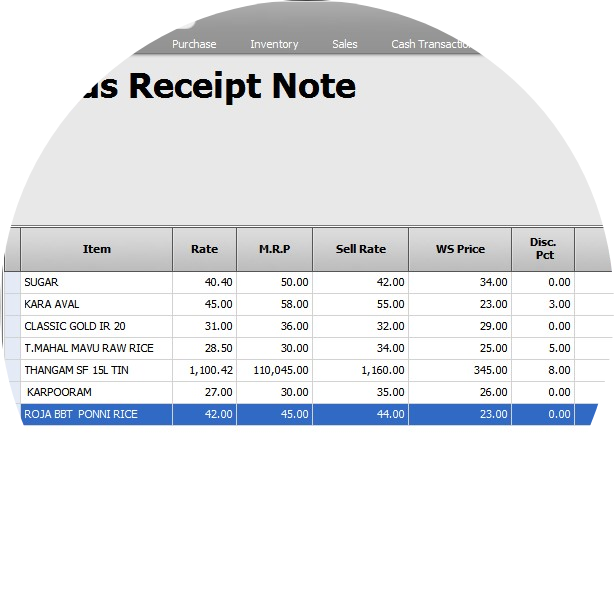 Purchase Inventory Sales Cash
Receipt Note
Item Rate M.R.P Sell Rate WS Price Disc. Pct
SUGAR 40.40 50.00 42.00 34.00 0.00
KARA AVAL 45.00 58.00 55.00 23.00 3.00
CLASSIC GOLD IR 20 31.00 36.00 32.00 29.00 0.00
T.MAHAL MAVU RAW RICE 28.50 30.00 34.00 25.00 5.00
THANGAM SF 15L TIN 1,100.42 110,045.00 1,160.00 345.00 8.00
KARPOORAM 27.00 30.00 35.00 26.00 0.00
ROJA BBT PONNI RICE 42.00 45.00 44.00 23.00 0.00